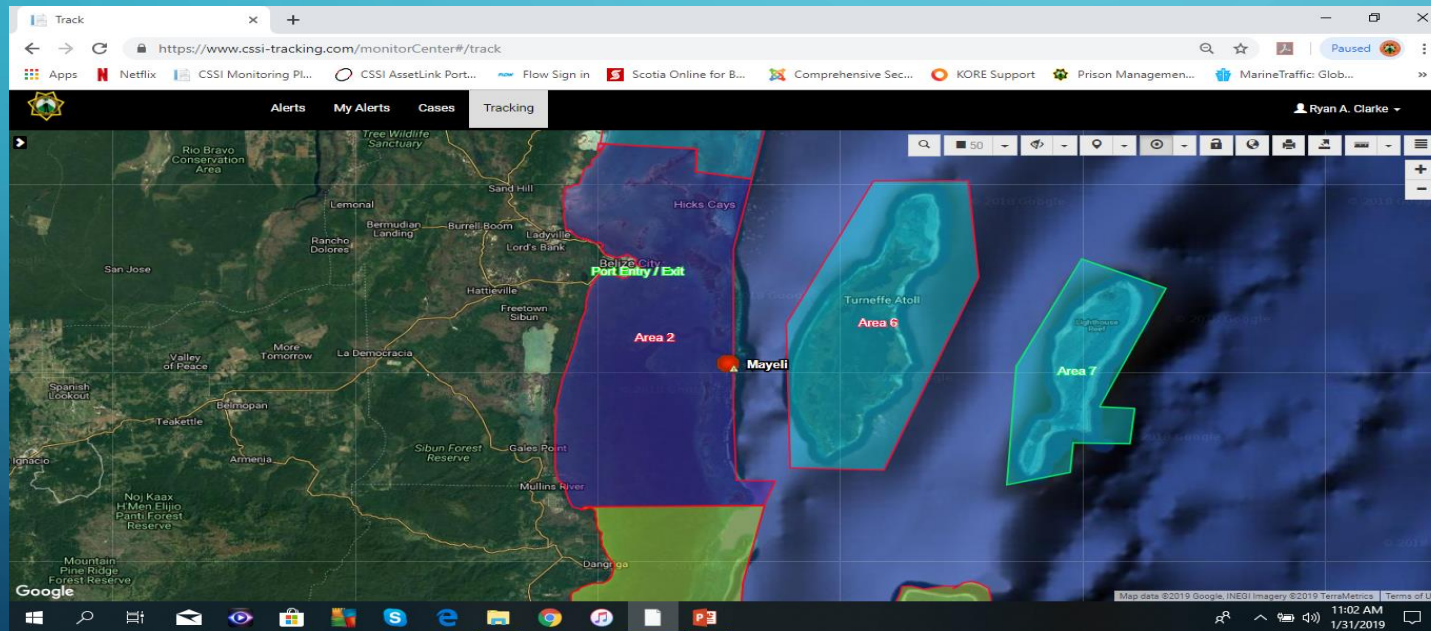 Track
https://www.cssi-tracking.com/monitorCenter#/track
Paused
Apps Netflix CSSI Monitoring Pl... CSSI AssetLink Port... Flow Sign in Scotia Online for B... Comprehensive Sec... KORE Support Prison Managemen... MarineTraffic: Glob...
Alerts My Alerts Cases Tracking Ryan A. Clarke
50
Tree Wildlife
Sanctuary
Rio Bravo
Conservation
Area
Sand Hill
Lemonal
Hicks Cays
Bermudian
Landing
Burrell Boom
Ladyville
Rancho
Dolores
Lord's Bank
San Jose
Belize City
Port Entry / Exit
Hattieville
Freetown
Sibun
Turneffe Atoll
Area 6
Lighthouse
Reef
Area 2
More
Tomorrow
La Democracia
Valley
of Peace
Mayeli
Area 7
Spanish
Lookout
Belmopan
Teakettle
Sibun Forest
Reserve
Gales Point
Ignacio
Armenia
Mullins River
Noj Kaax
H'Men Elijio
Panti Forest
Reserve
Mountain
Pine Ridge
Forest Reserve
Dangriga
Google
Map data ©2019 Google, INEGI Imagery ©2019 TerraMetrics Terms of U
11:02 AM
1/31/2019